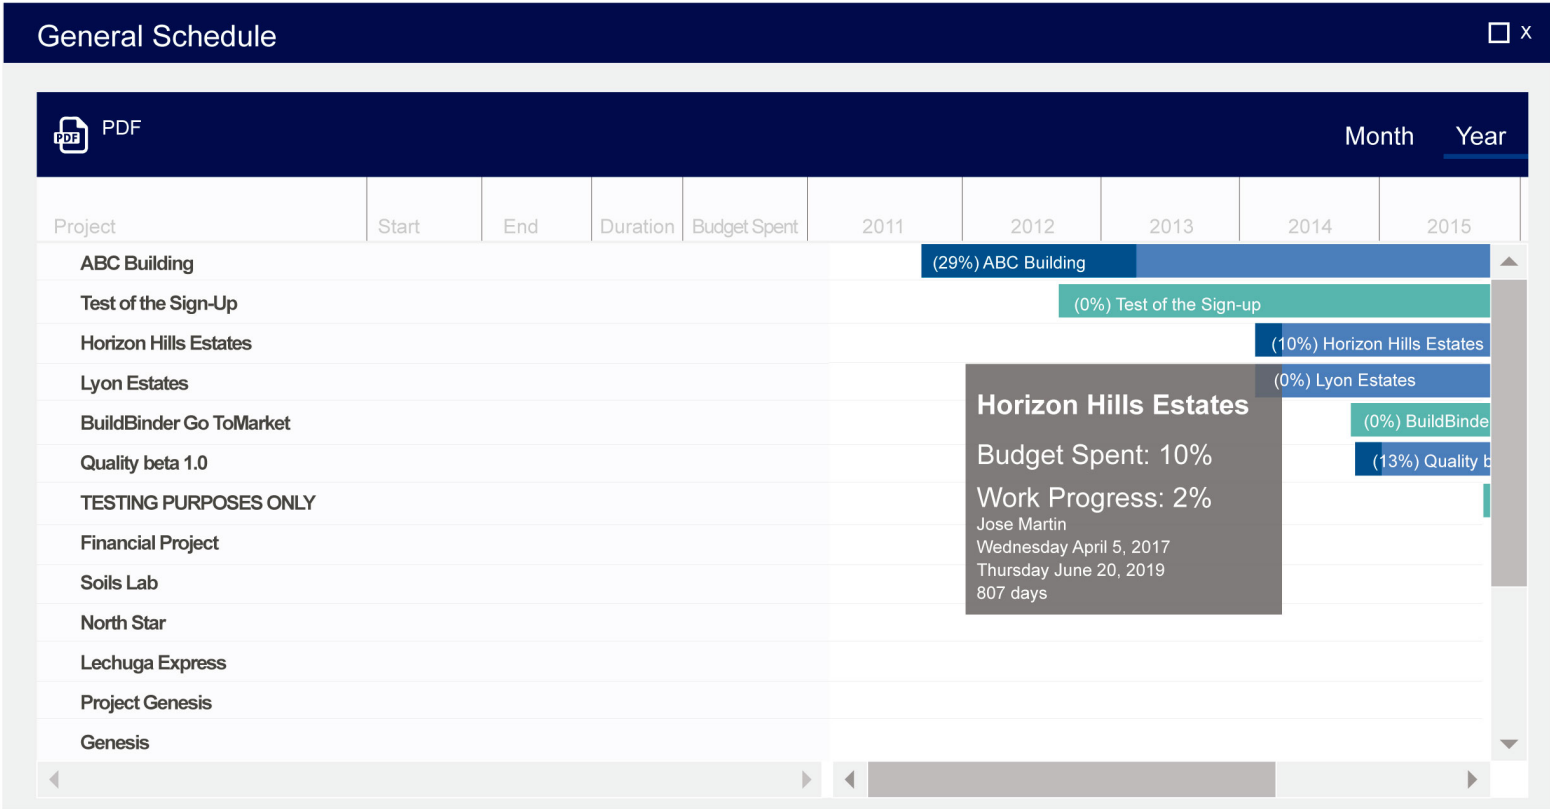 General Schedule
X
PDF
PDF
Month Year
Project Start End Duration Budget Spent 2011 2012 2013 2014 2015
ABC Building (29%) ABC Building
Test of the Sign-Up (0%) Test of the Sign-up
Horizon Hills Estates (10%) Horizon Hills Estates
Lyon Estates (0%) Lyon Estates
BuildBinder Go ToMarket (0%) BuildBinde
Quality beta 1.0 (13%) Quality b
TESTING PURPOSES ONLY
Financial Project
Soils Lab
North Star
Lechuga Express
Project Genesis
Genesis
Horizon Hills Estates
Budget Spent: 10%
Work Progress: 2%
Jose Martin
Wednesday April 5, 2017
Thursday June 20, 2019
807 days